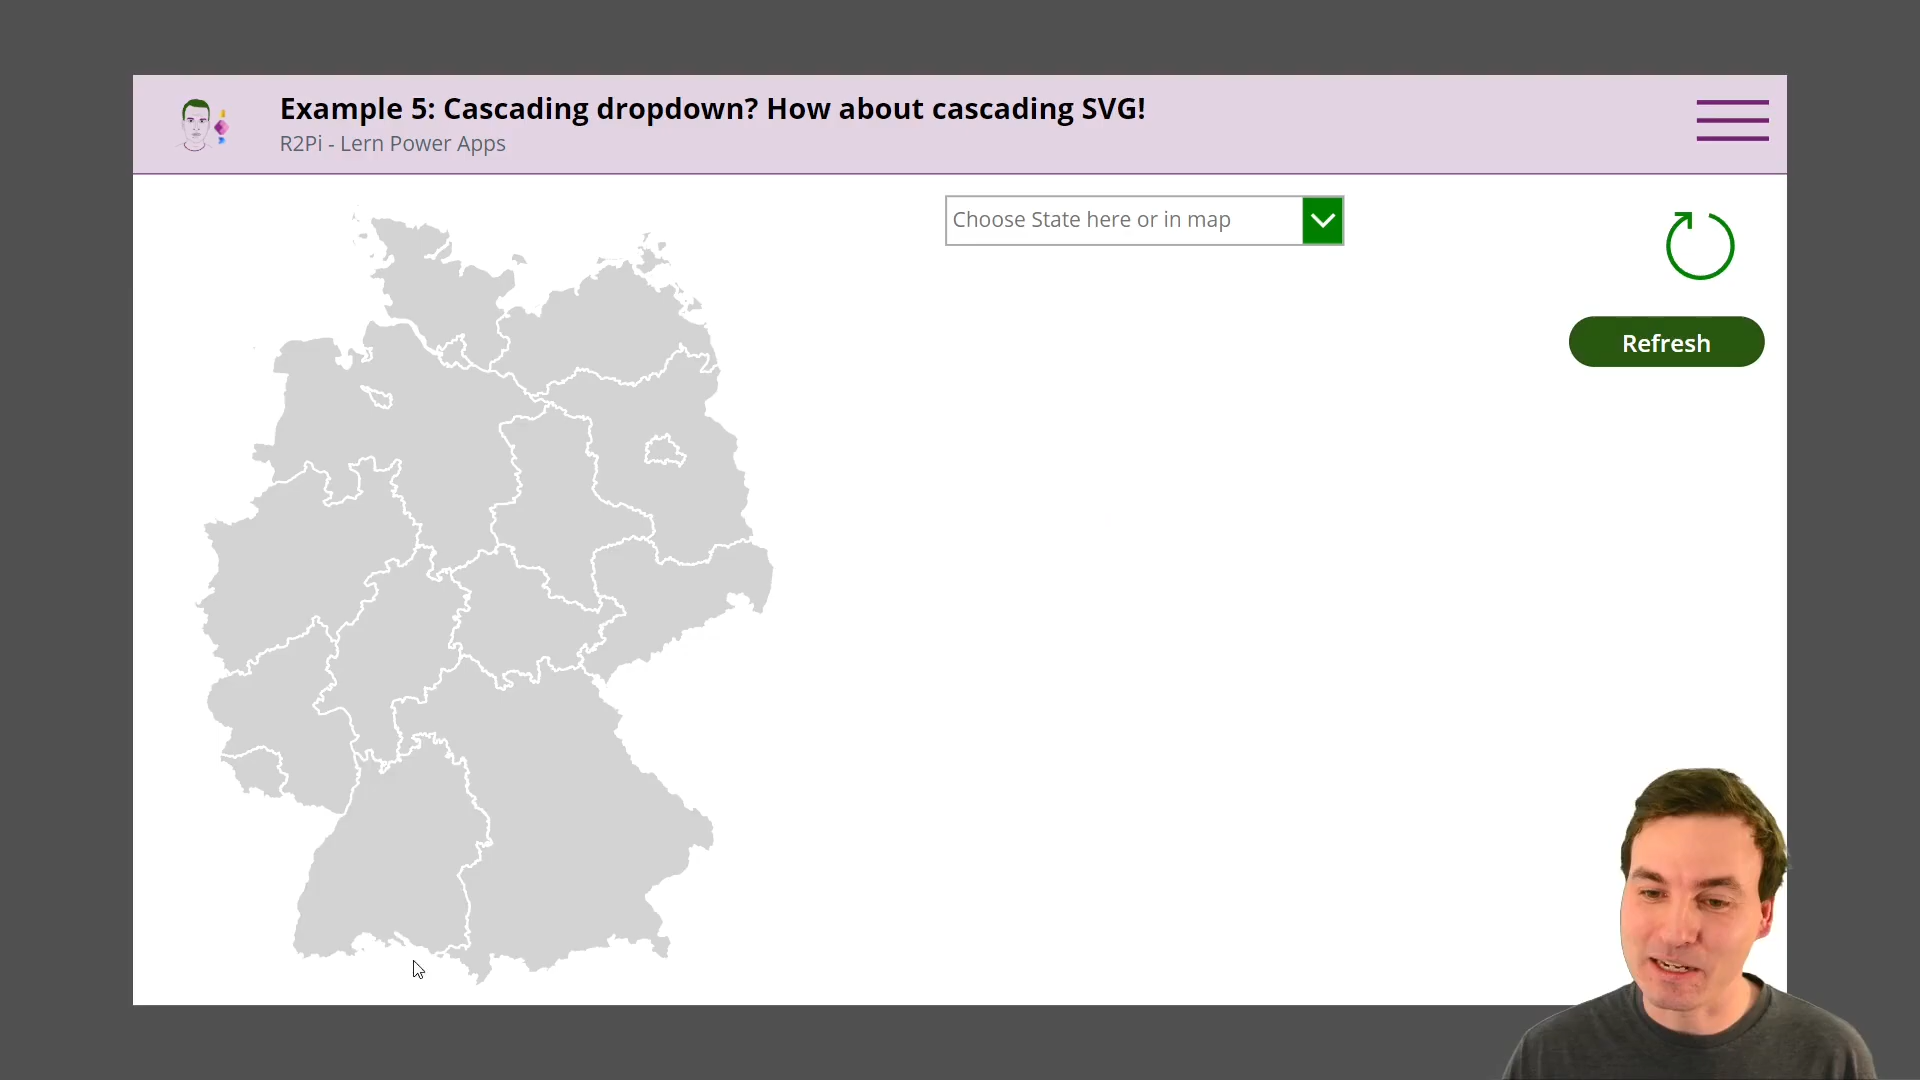 Example 5: Cascading dropdown? How about cascading SVG!
R2Pi - Lern Power Apps
Choose State here or in map
Refresh